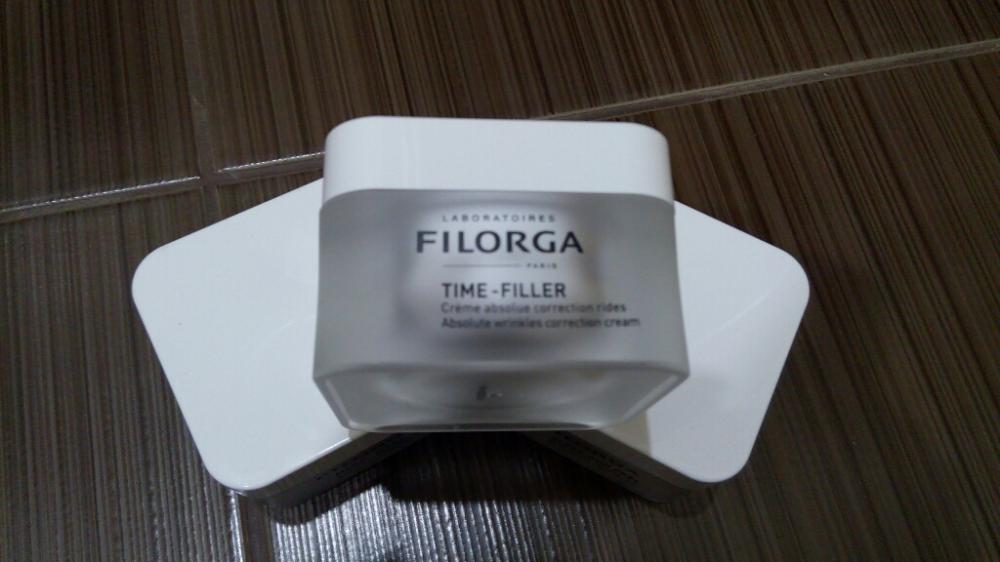 LABORATOIRES
FILORGA
PARIS
TIME-FILLER
Crème absolue correction rides
Absolute wrinkles correction cream